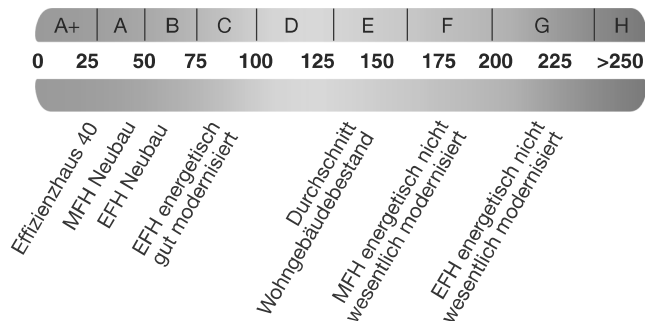 A+ A B C D E F G H
0 25 50 75 100 125 150 175 200 225 >250
Effizienzhaus 40
MFH Neubau
EFH Neubau
EFH energetisch
gut modernisiert
Durchschnitt
Wohngebäudebestand
MFH energetisch nicht
wesentlich modernisiert
EFH energetisch nicht
wesentlich modernisiert